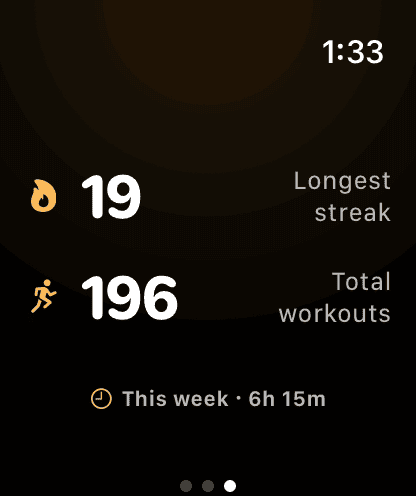 1:33
19 Longest
streak
196 Total
workouts
This week · 6h 15m